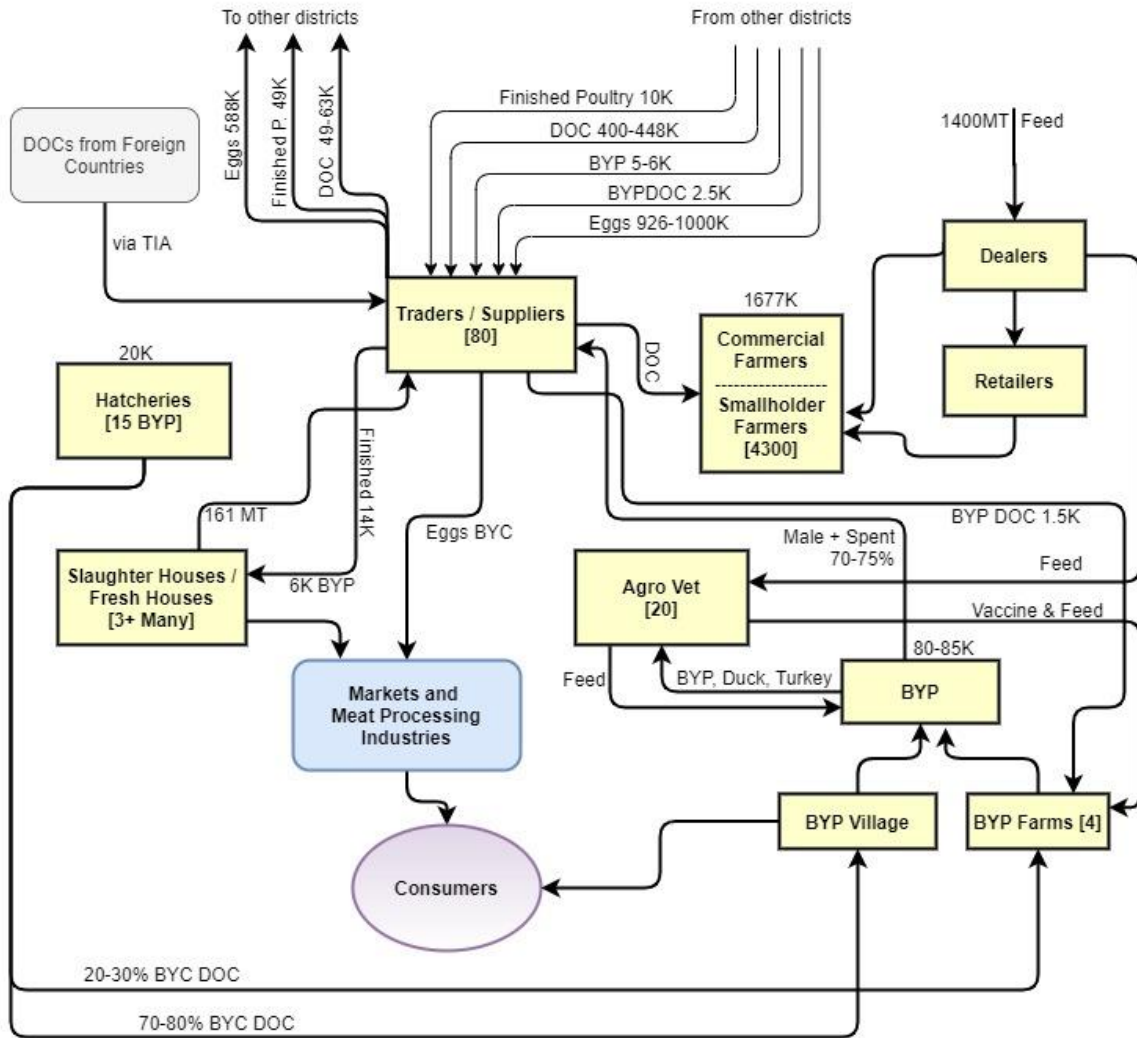 To other districts
From other districts
Eggs 588K
Finished P. 49K
DOC 49-63K
Finished Poultry 10K
DOC 400-448K
BYP 5-6K
BYPDOC 2.5K
Eggs 926-1000K
1400MT
Feed
DOCs from Foreign
Countries
via TIA
Dealers
Traders / Suppliers
[80]
1677K
Commercial
Farmers
Smallholder
Farmers
[4300]
DOC
Retailers
20K
Hatcheries
[15 BYP]
Finished 14K
161 MT
Eggs BYC
BYP DOC 1.5K
Male + Spent
70-75%
Slaughter Houses /
Fresh Houses
[3+ Many]
6K BYP
Agro Vet
[20]
Feed
Vaccine & Feed
80-85K
Feed
BYP, Duck, Turkey
BYP
Markets and
Meat Processing
Industries
BYP Village
BYP Farms [4]
Consumers
20-30% BYC DOC
70-80% BYC DOC